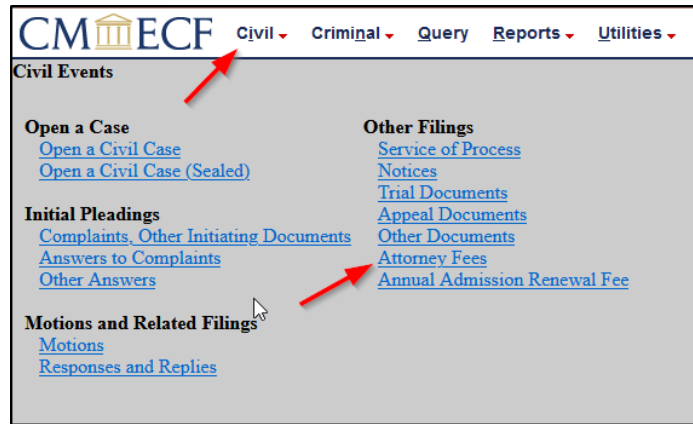 CM ECF Civil Criminal Query Reports Utilities
Civil Events
Open a Case
Open a Civil Case
Open a Civil Case (Sealed)
Initial Pleadings
Complaints, Other Initiating Documents
Answers to Complaints
Other Answers
Motions and Related Filings
Motions
Responses and Replies
Other Filings
Service of Process
Notices
Trial Documents
Appeal Documents
Other Documents
Attorney Fees
Annual Admission Renewal Fee